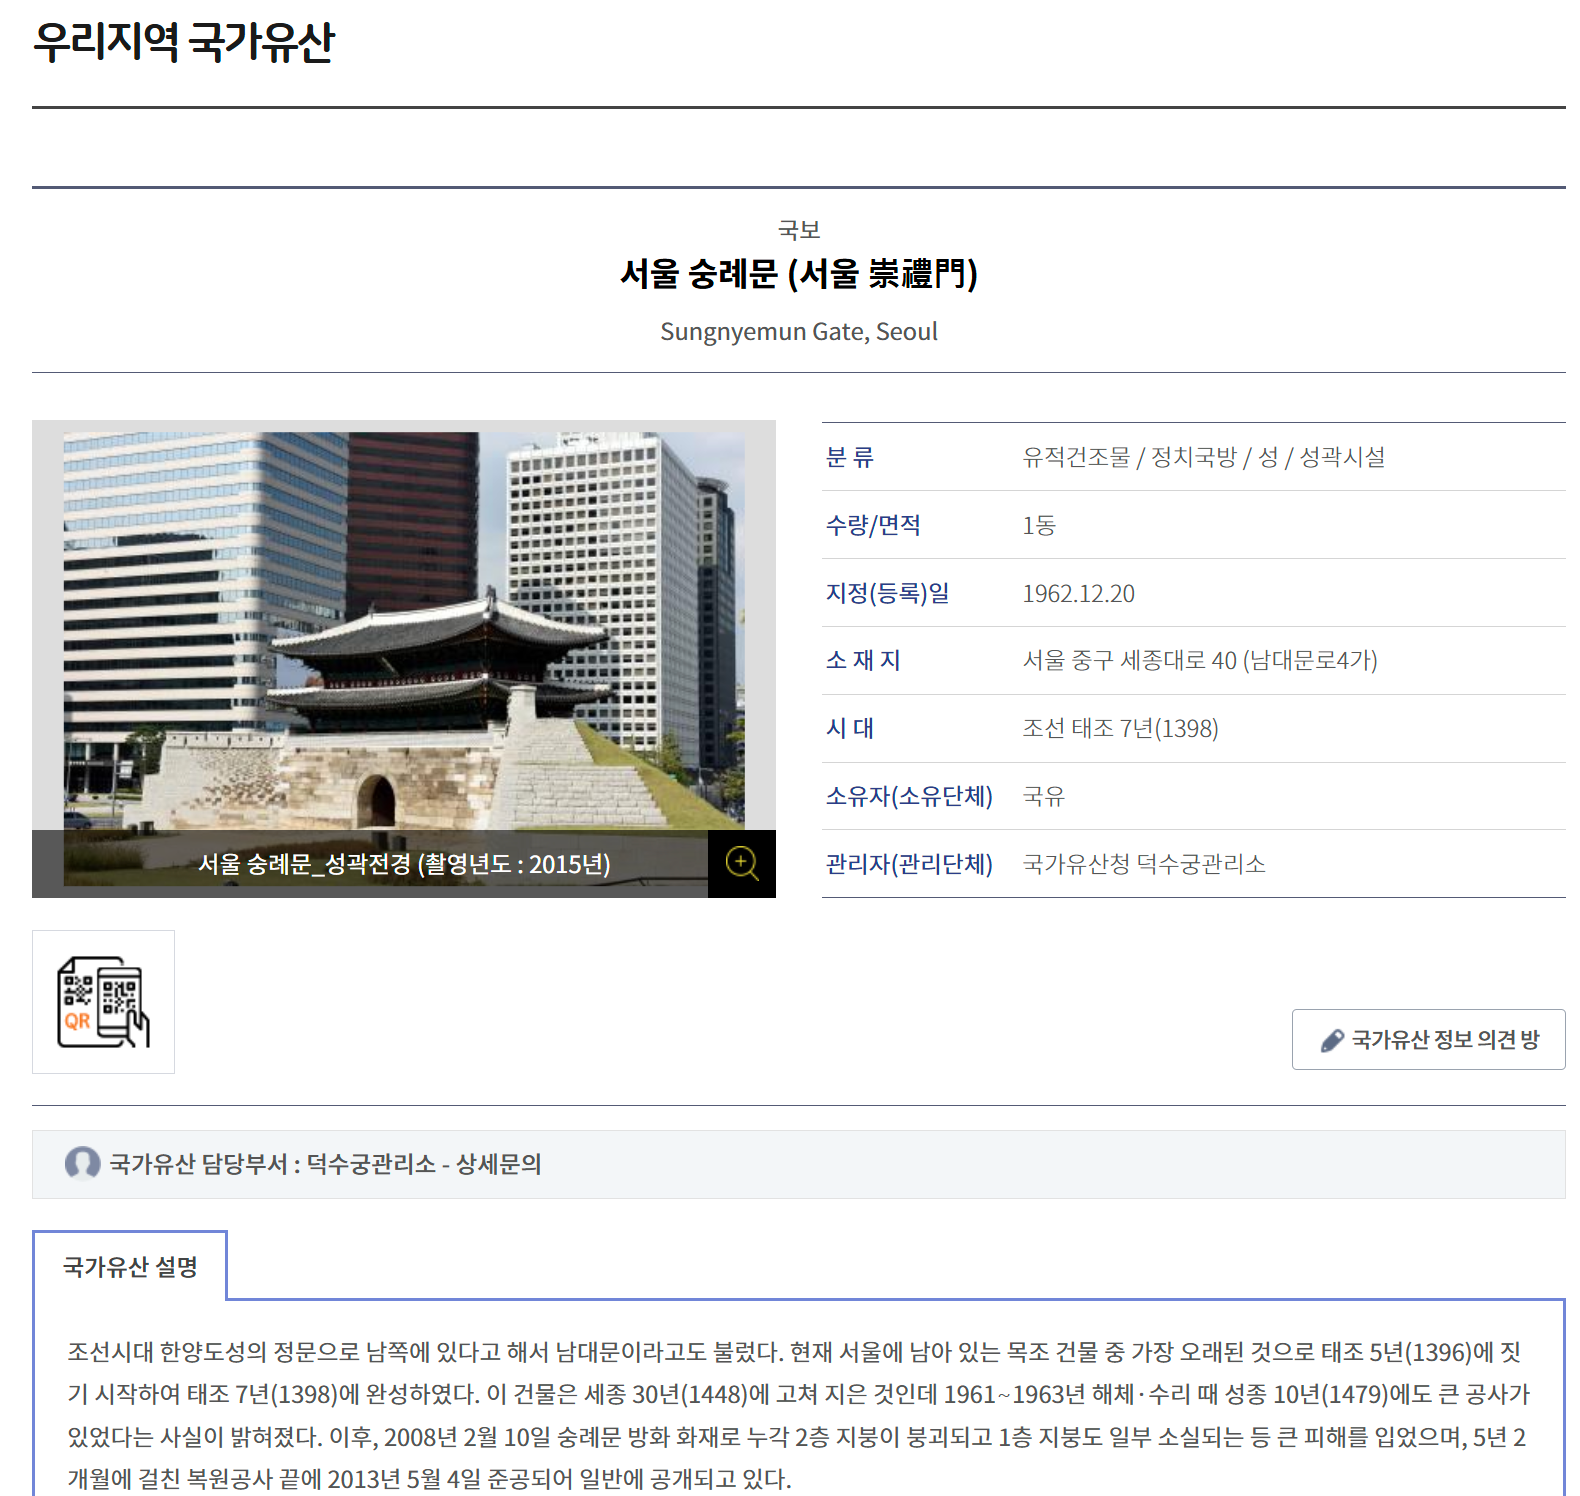 우리지역 국가유산
국보
서울 숭례문 (서울 崇禮門)
Sungnyemun Gate, Seoul
서울 숭례문_성곽전경 (촬영년도 : 2015년)
분 류 유적건조물 / 정치국방 / 성 / 성곽시설
수량/면적 1동
지정(등록)일 1962.12.20
소 재 지 서울 중구 세종대로 40 (남대문로4가)
시 대 조선 태조 7년(1398)
소유자(소유단체) 국유
관리자(관리단체) 국가유산청 덕수궁관리소
QR
국가유산 정보 의견 방
국가유산 담당부서 : 덕수궁관리소 - 상세문의
국가유산 설명
조선시대 한양도성의 정문으로 남쪽에 있다고 해서 남대문이라고도 불렀다. 현재 서울에 남아 있는 목조 건물 중 가장 오래된 것으로 태조 5년(1396)에 짓
기 시작하여 태조 7년(1398)에 완성하였다. 이 건물은 세종 30년(1448)에 고쳐 지은 것인데 1961~1963년 해체·수리 때 성종 10년(1479)에도 큰 공사가
있었다는 사실이 밝혀졌다. 이후, 2008년 2월 10일 숭례문 방화 화재로 누각 2층 지붕이 붕괴되고 1층 지붕도 일부 소실되는 등 큰 피해를 입었으며, 5년 2
개월에 걸친 복원공사 끝에 2013년 5월 4일 준공되어 일반에 공개되고 있다.